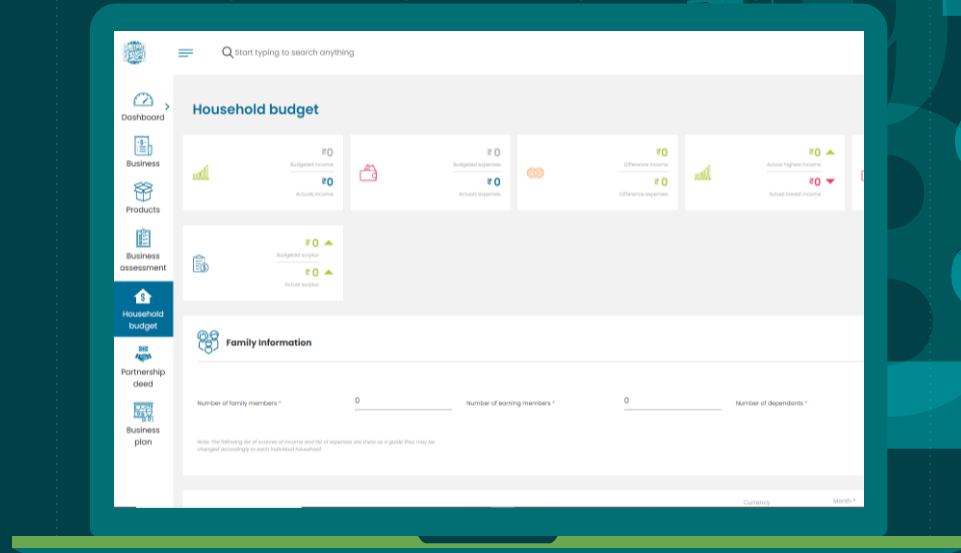 Start typing to search anything
Dashboard
Business
Products
Business
assessment
Household
budget
Partnership
deed
Business
plan
Household budget
₹0
Budgeted income
₹0
Actuals income
₹0
Budgeted expenses
₹0
Actuals expenses
₹0
Difference income
₹0
Difference expenses
₹0
Actual highest income
₹0
Actual lowest income
₹0
Budgeted surplus
₹0
Actual surplus
Family Information
Number of family members *
0
Number of earning members *
0
Number of dependants *
Note: The following list of sources of income and list of expenses are there as a guide they may be
changed accordingly to each individual household
Currency
Month *